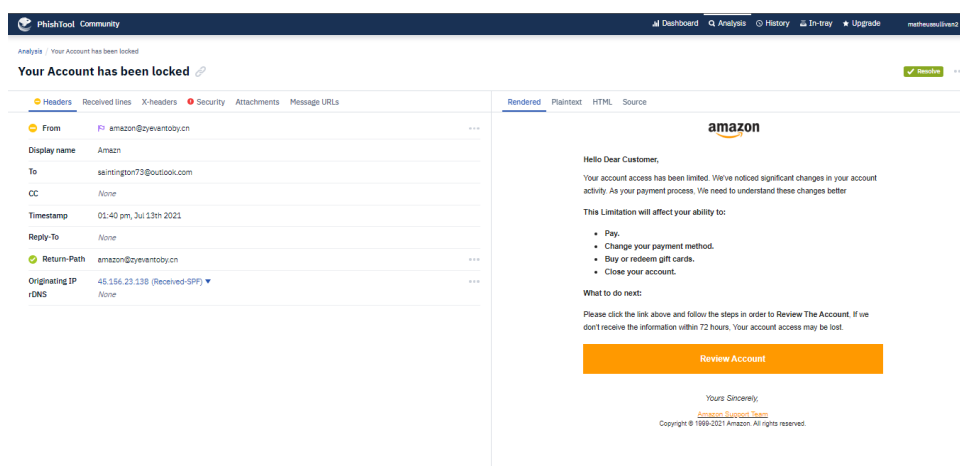 PhishTool Community
Dashboard Analysis History In-tray Upgrade matheussullivan2
Analysis / Your Account has been locked
Your Account has been locked
Resolve
Headers Received lines X-headers Security Attachments Message URLs
From amazon@zyevantoby.cn
Display name Amazn
To saintington73@outlook.com
CC None
Timestamp 01:40 pm, Jul 13th 2021
Reply-To None
Return-Path amazon@zyevantoby.cn
Originating IP 45.156.23.138 (Received-SPF)
rDNS None
Rendered Plaintext HTML Source
amazon
Hello Dear Customer,
Your account access has been limited. We've noticed significant changes in your account
activity. As your payment process, We need to understand these changes better
This Limitation will affect your ability to:
Pay.
Change your payment method.
Buy or redeem gift cards.
Close your account.
What to do next:
Please click the link above and follow the steps in order to Review The Account, If we
don't receive the information within 72 hours, Your account access may be lost.
Review Account
Yours Sincerely,
Amazon Support Team
Copyright © 1999-2021 Amazon. All rights reserved.